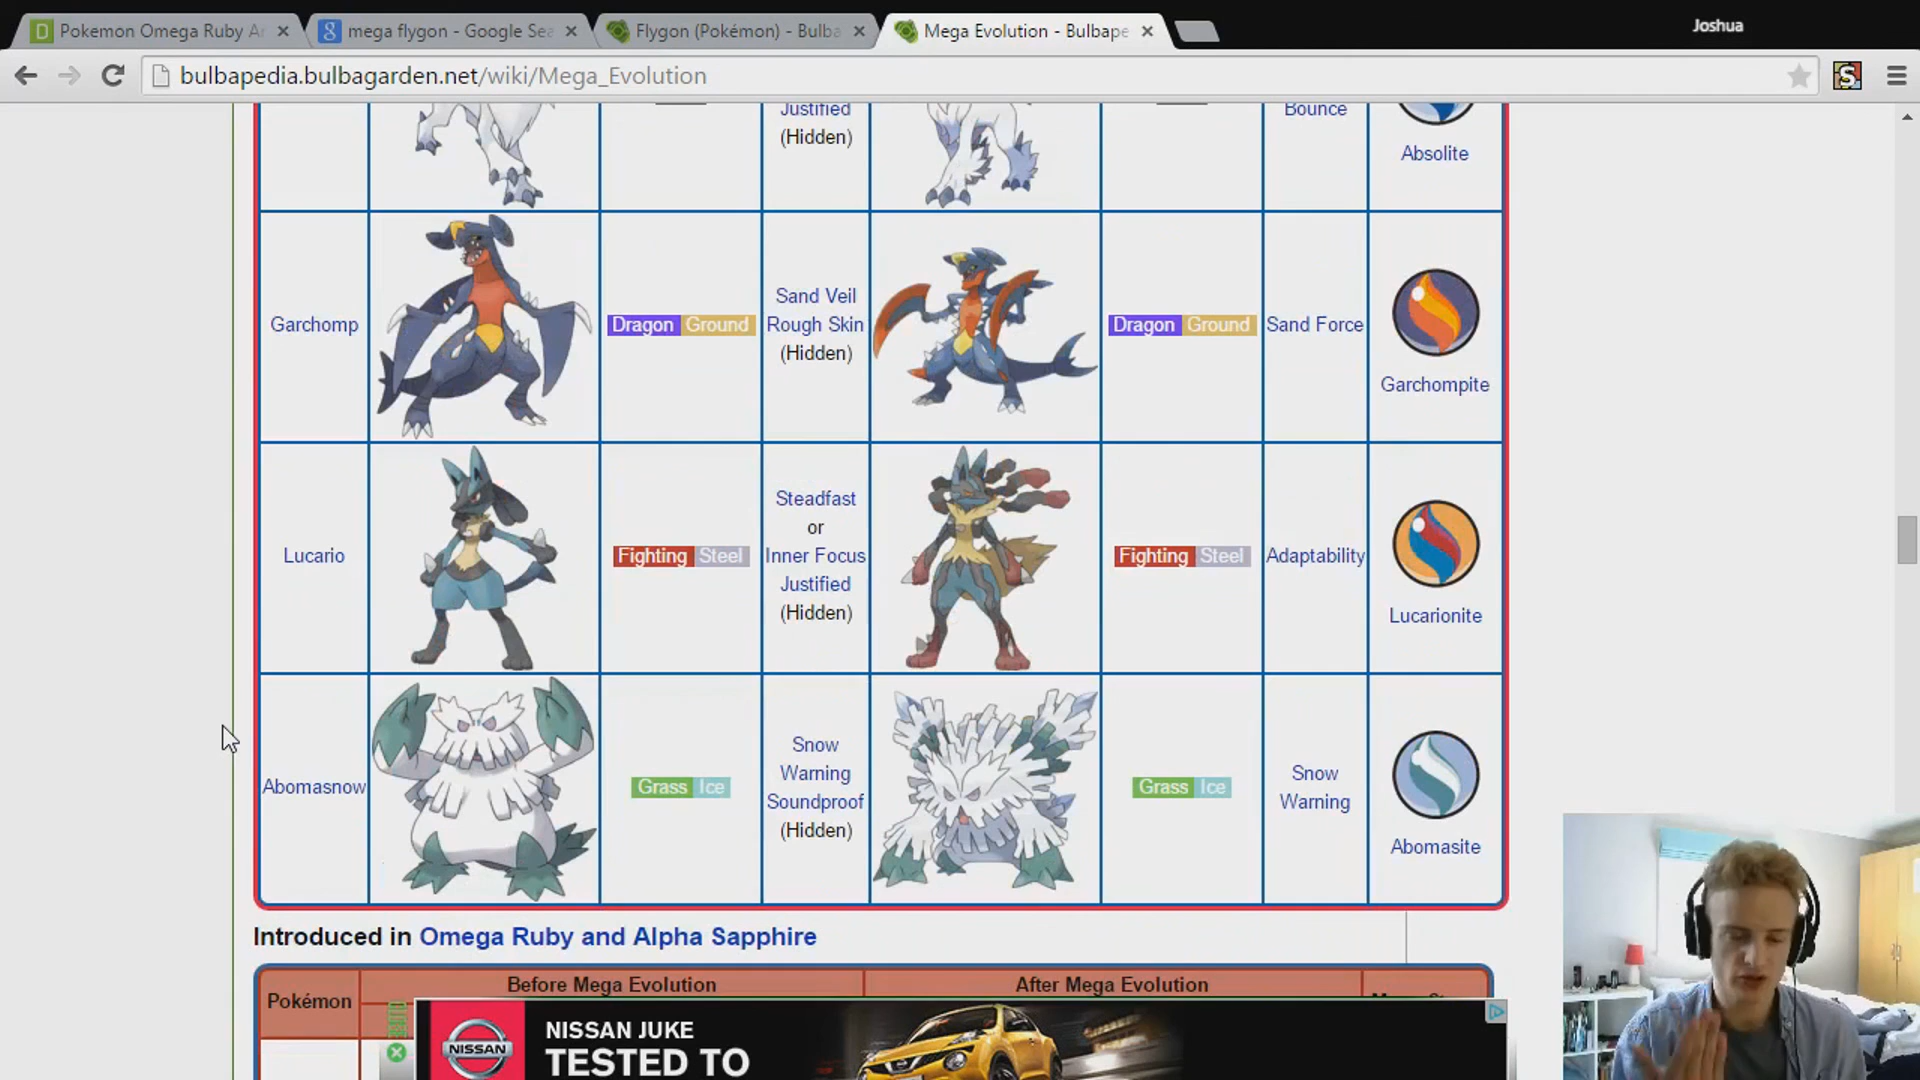 Pokemon Omega Ruby Ar
mega flygon - Google Sea
Flygon (Pokémon) - Bulba
Mega Evolution - Bulbape
Joshua
bulbapedia.bulbagarden.net/wiki/Mega_Evolution
Justified
(Hidden)
Bounce
Absolite
Garchomp
Dragon Ground
Sand Veil
Rough Skin
(Hidden)
Dragon Ground
Sand Force
Garchompite
Lucario
Fighting Steel
Steadfast
or
Inner Focus
Justified
(Hidden)
Fighting Steel
Adaptability
Lucarionite
Abomasnow
Grass Ice
Snow
Warning
Soundproof
(Hidden)
Grass Ice
Snow
Warning
Abomasite
Introduced in Omega Ruby and Alpha Sapphire
Pokémon
Before Mega Evolution
After Mega Evolution
NISSAN
NISSAN JUKE
TESTED TO